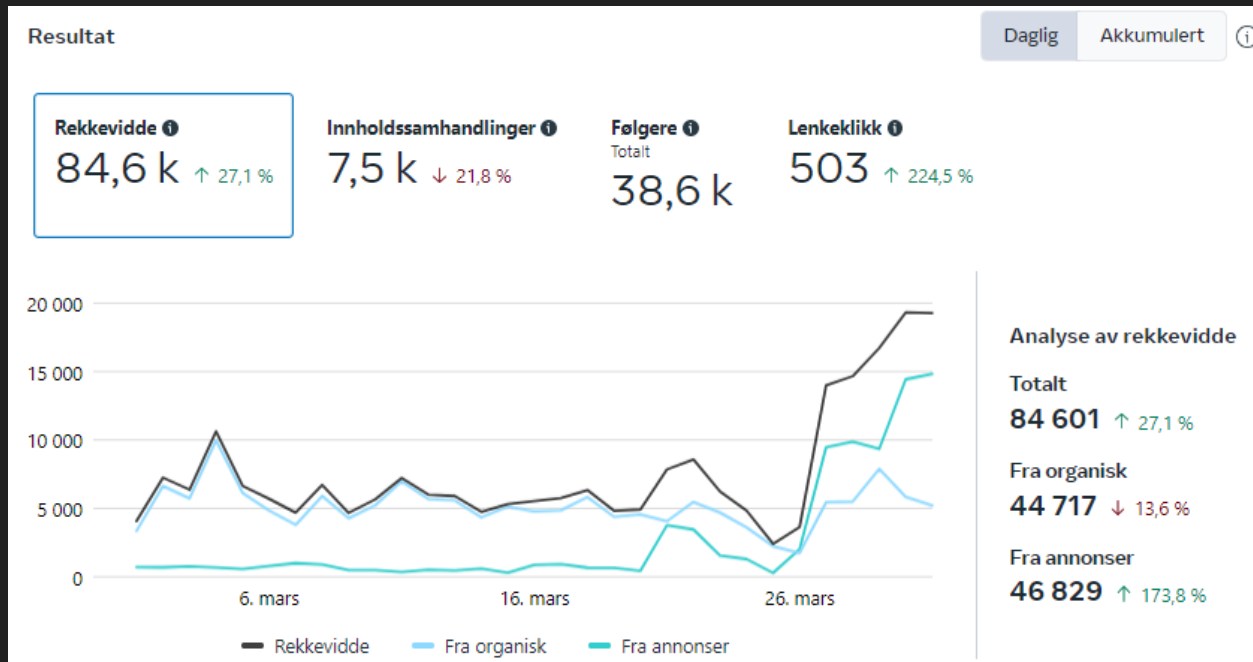 Resultat
Daglig Akkumulert
Rekkevidde
84,6 k ↑ 27,1 %
Innholdssamhandlinger
7,5 k ↓ 21,8 %
Følgere
Totalt
38,6 k
Lenkeklikk
503 ↑ 224,5 %
20 000
15 000
10 000
5 000
0
6. mars 16. mars 26. mars
Rekkevidde Fra organisk Fra annonser
Analyse av rekkevidde
Totalt
84 601 ↑ 27,1 %
Fra organisk
44 717 ↓ 13,6 %
Fra annonser
46 829 ↑ 173,8 %